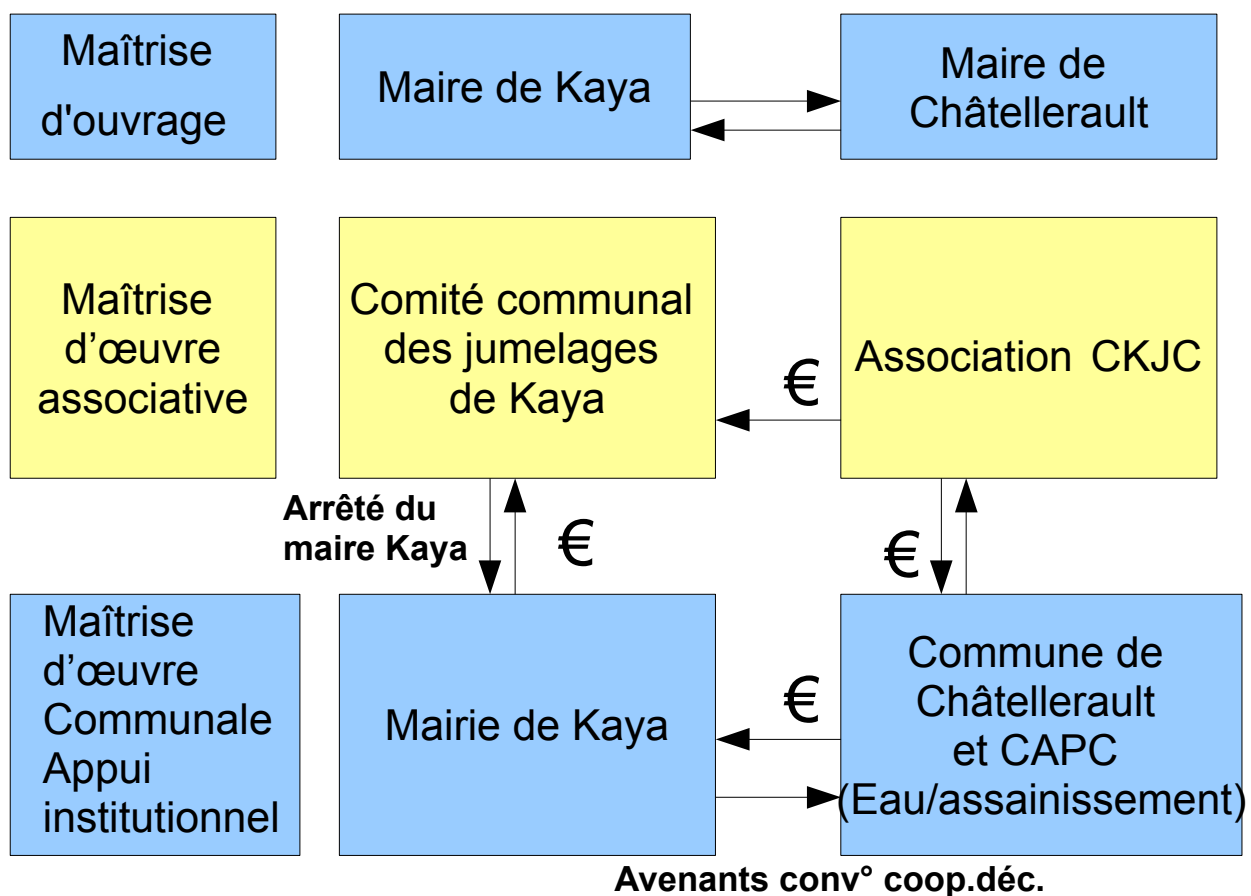 Maîtrise
d'ouvrage
Maire de Kaya
Maire de
Châtellerault
Maîtrise
d’œuvre
associative
Comité communal
des jumelages
de Kaya
Association CKJC
€
Arrêté du
maire Kaya
€
€
Maîtrise
d’œuvre
Communale
Appui
institutionnel
Mairie de Kaya
€
Commune de
Châtellerault
et CAPC
(Eau/assainissement)
Avenants conv° coop.déc.